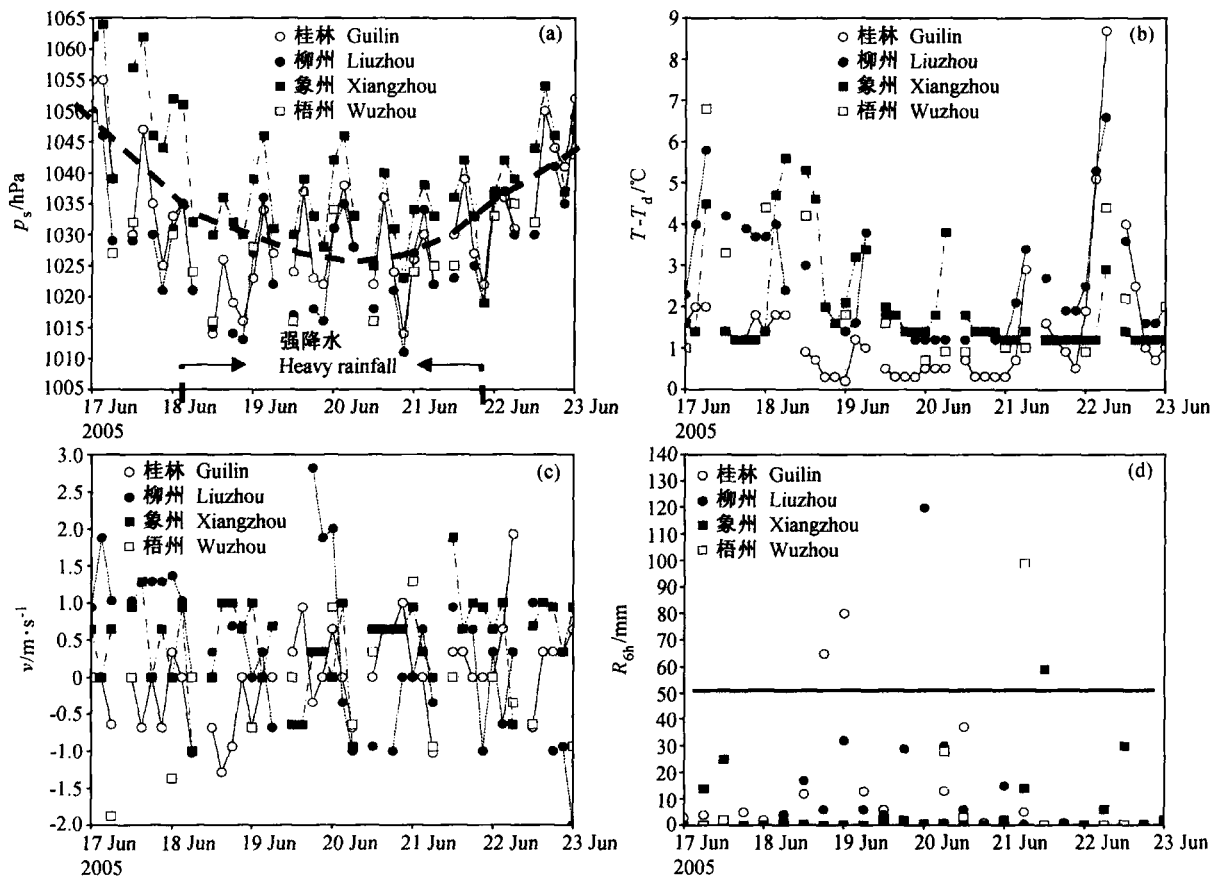 (a)
桂林 Guilin
柳州 Liuzhou
象州 Xiangzhou
梧州 Wuzhou
1065
1060
1055
1050
1045
1040
1035
1030
1025
1020
1015
1010
1005
pₛ/hPa
强降水
Heavy rainfall
17 Jun 18 Jun 19 Jun 20 Jun 21 Jun 22 Jun 23 Jun
2005
(b)
桂林 Guilin
柳州 Liuzhou
象州 Xiangzhou
梧州 Wuzhou
9
8
7
6
5
4
3
2
1
0
T-T_d/℃
17 Jun 18 Jun 19 Jun 20 Jun 21 Jun 22 Jun 23 Jun
2005
(c)
桂林 Guilin
柳州 Liuzhou
象州 Xiangzhou
梧州 Wuzhou
3.0
2.5
2.0
1.5
1.0
0.5
0
-0.5
-1.0
-1.5
-2.0
v/m·s⁻¹
17 Jun 18 Jun 19 Jun 20 Jun 21 Jun 22 Jun 23 Jun
2005
(d)
桂林 Guilin
柳州 Liuzhou
象州 Xiangzhou
梧州 Wuzhou
140
130
120
110
100
90
80
70
60
50
40
30
20
10
0
R_6h/mm
17 Jun 18 Jun 19 Jun 20 Jun 21 Jun 22 Jun 23 Jun
2005